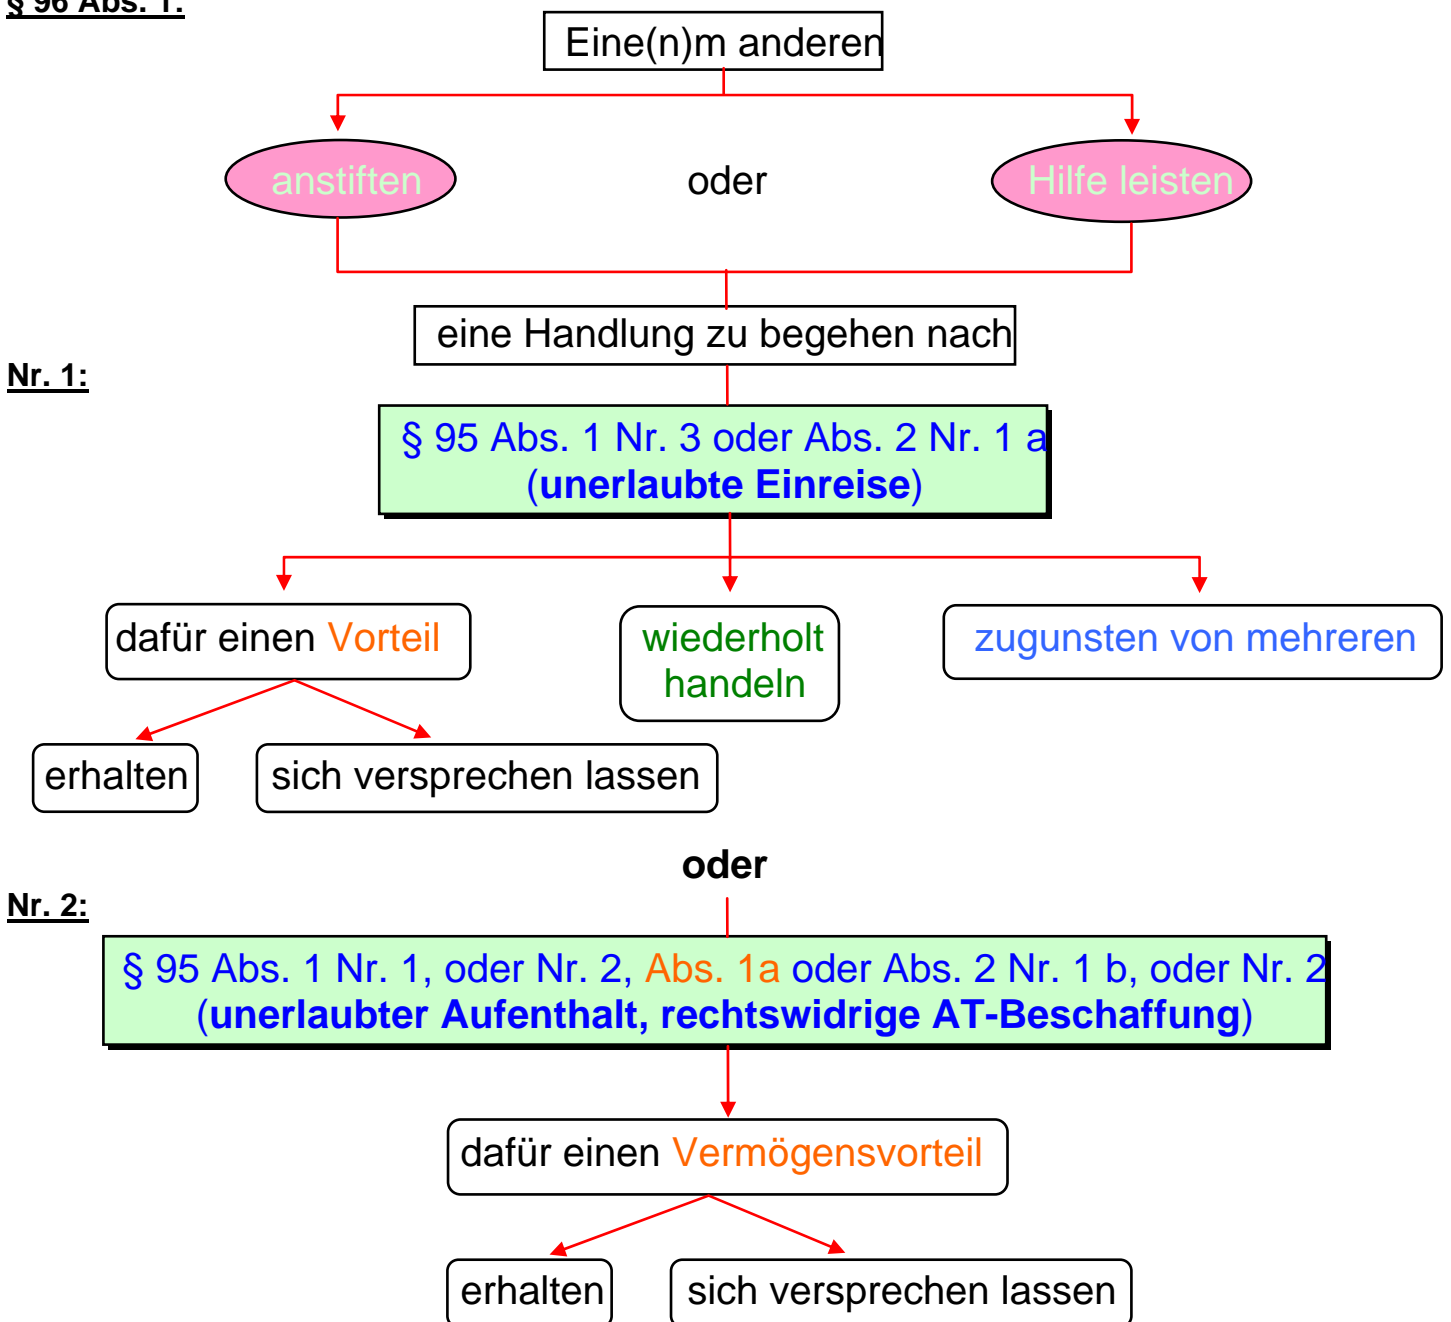 § 96 Abs. 1:
Eine(n)m anderen
anstiften
oder
Hilfe leisten
eine Handlung zu begehen nach
Nr. 1:
§ 95 Abs. 1 Nr. 3 oder Abs. 2 Nr. 1 a
(unerlaubte Einreise)
dafür einen Vorteil
wiederholt
handeln
zugunsten von mehreren
erhalten
sich versprechen lassen
oder
Nr. 2:
§ 95 Abs. 1 Nr. 1, oder Nr. 2, Abs. 1a oder Abs. 2 Nr. 1 b, oder Nr. 2
(unerlaubter Aufenthalt, rechtswidrige AT-Beschaffung)
dafür einen Vermögensvorteil
erhalten
sich versprechen lassen